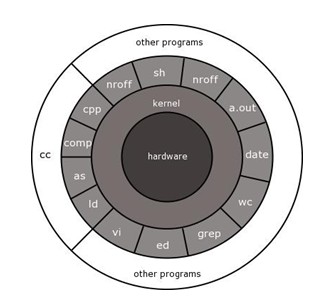 other programs
nroff
sh
nroff
cpp
kernel
a.out
cc
comp
hardware
date
as
wc
ld
vi
ed
grep
other programs